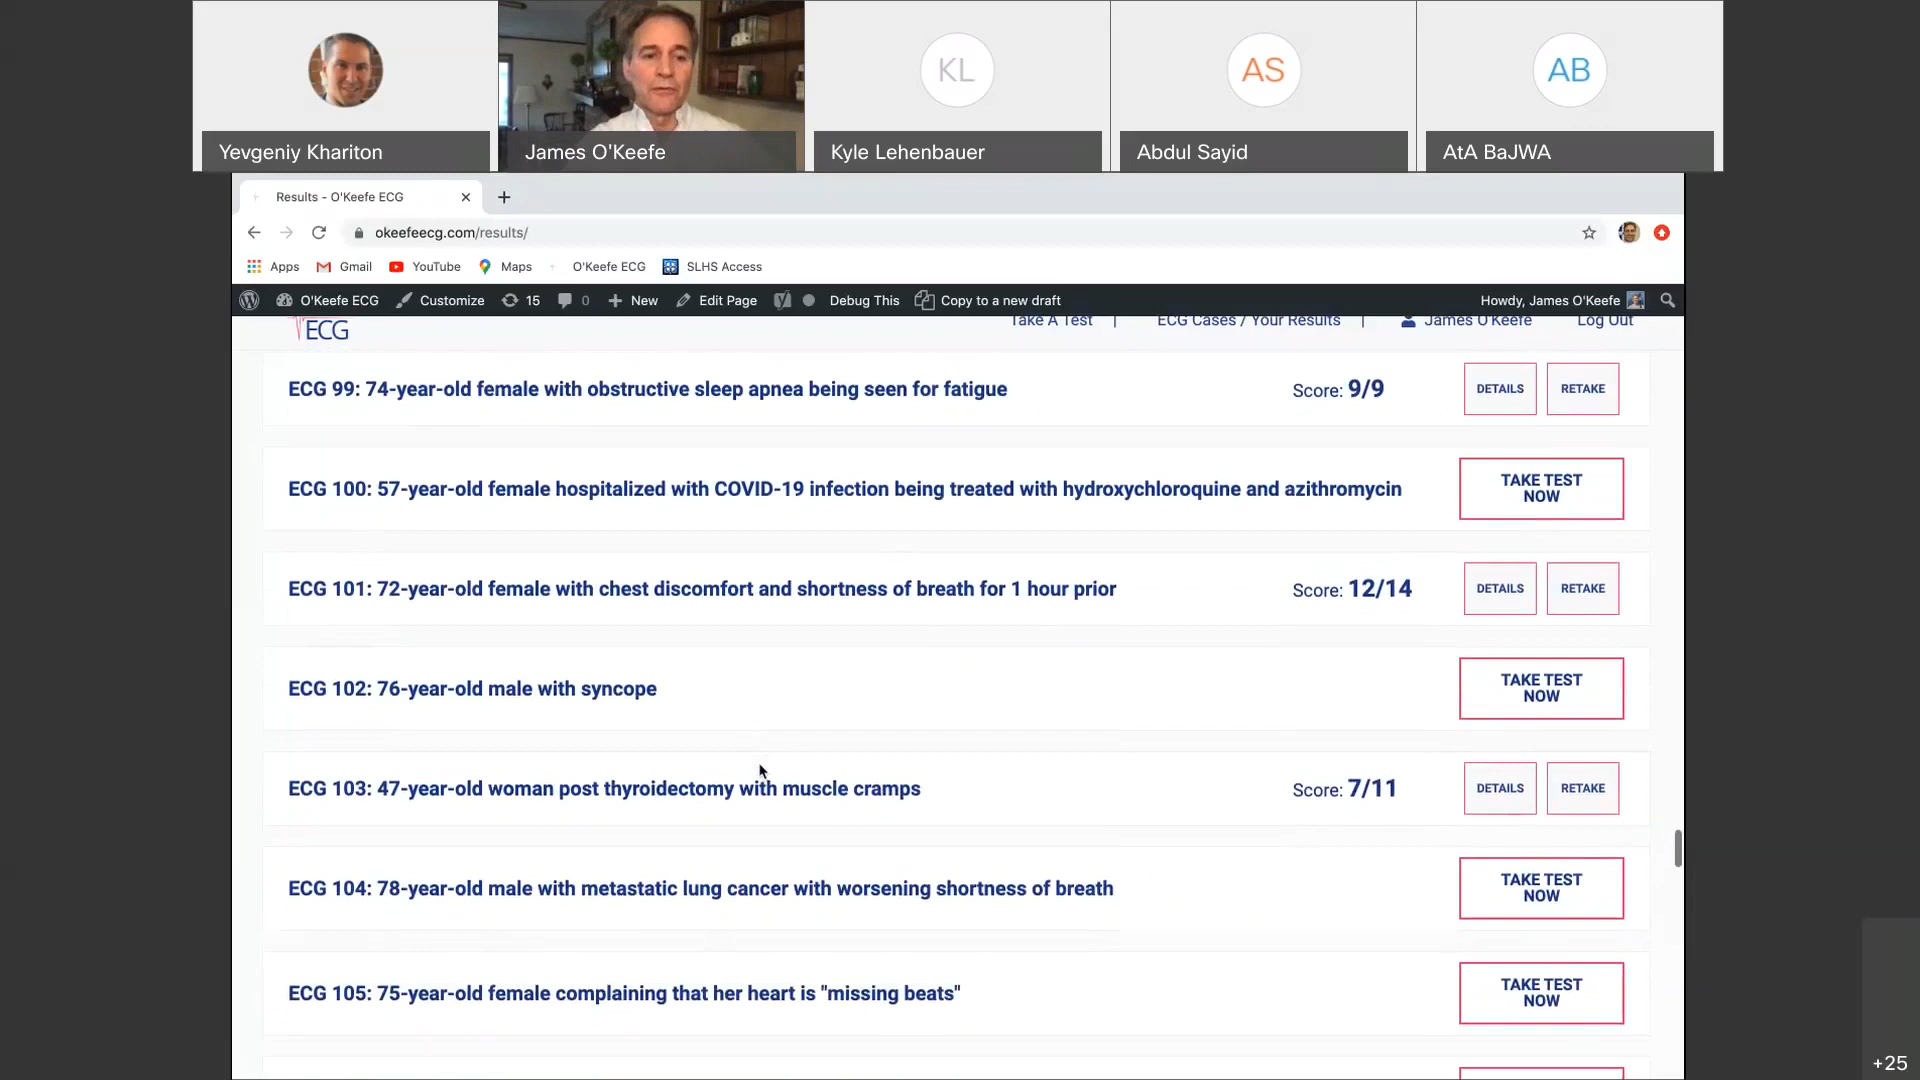 KL
AS
AB
Yevgeniy Khariton
James O'Keefe
Kyle Lehenbauer
Abdul Sayid
AtA BaJWA
Results - O'Keefe ECG
okeefeecg.com/results/
Apps
Gmail
YouTube
Maps
O'Keefe ECG
SLHS Access
O'Keefe ECG
Customize
15
0
New
Edit Page
Debug This
Copy to a new draft
Howdy, James O'Keefe
ECG
Take A Test |
ECG Cases / Your Results |
James O'Keefe
Log Out
ECG 99: 74-year-old female with obstructive sleep apnea being seen for fatigue
Score: 9/9
DETAILS
RETAKE
ECG 100: 57-year-old female hospitalized with COVID-19 infection being treated with hydroxychloroquine and azithromycin
TAKE TEST
NOW
ECG 101: 72-year-old female with chest discomfort and shortness of breath for 1 hour prior
Score: 12/14
DETAILS
RETAKE
ECG 102: 76-year-old male with syncope
TAKE TEST
NOW
ECG 103: 47-year-old woman post thyroidectomy with muscle cramps
Score: 7/11
DETAILS
RETAKE
ECG 104: 78-year-old male with metastatic lung cancer with worsening shortness of breath
TAKE TEST
NOW
ECG 105: 75-year-old female complaining that her heart is "missing beats"
TAKE TEST
NOW
+25